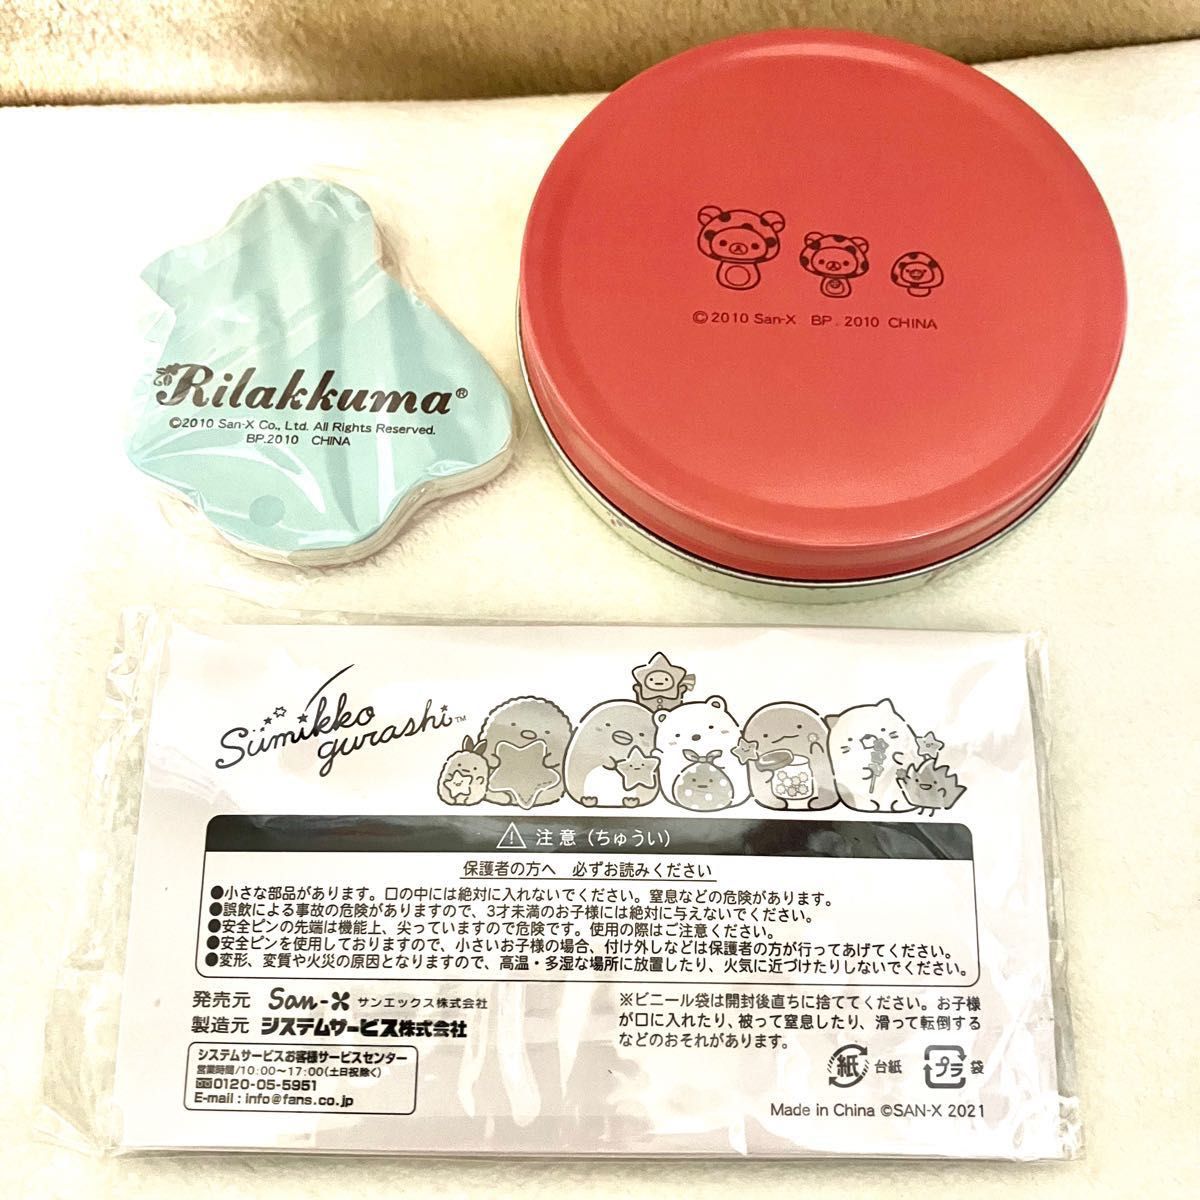 Rilakkuma®
©2010 San-X Co., Ltd. All Rights Reserved.
BP.2010 CHINA
©2010 San-X BP. 2010 CHINA
Sumikko
gurashi™
注意(ちゅうい)
保護者の方へ 必ずお読みください
●小さな部品があります。口の中には絶対に入れないでください。窒息などの危険があります。
●誤飲による事故の危険がありますので、3才未満のお子様には絶対に与えないでください。
●安全ピンの先端は機能上、尖っていますので危険です。使用の際はご注意ください。
●安全ピンを使用しておりますので、小さいお子様の場合、付け外しなどは保護者の方が行ってあげてください。
●変形、変質や火災の原因となりますので、高温・多湿な場所に放置したり、火気に近づけたりしないでください。
発売元 San-X サンエックス株式会社
製造元 システムサービス株式会社
システムサービスお客様サービスセンター
営業時間/10:00〜17:00(土日祝除く)
0120-05-5951
E-mail : info@fans.co.jp
※ビニール袋は開封後直ちに捨ててください。お子様
が口に入れたり、被って窒息したり、滑って転倒する
などのおそれがあります。
紙 台紙 プラ 袋
Made in China ©SAN-X 2021